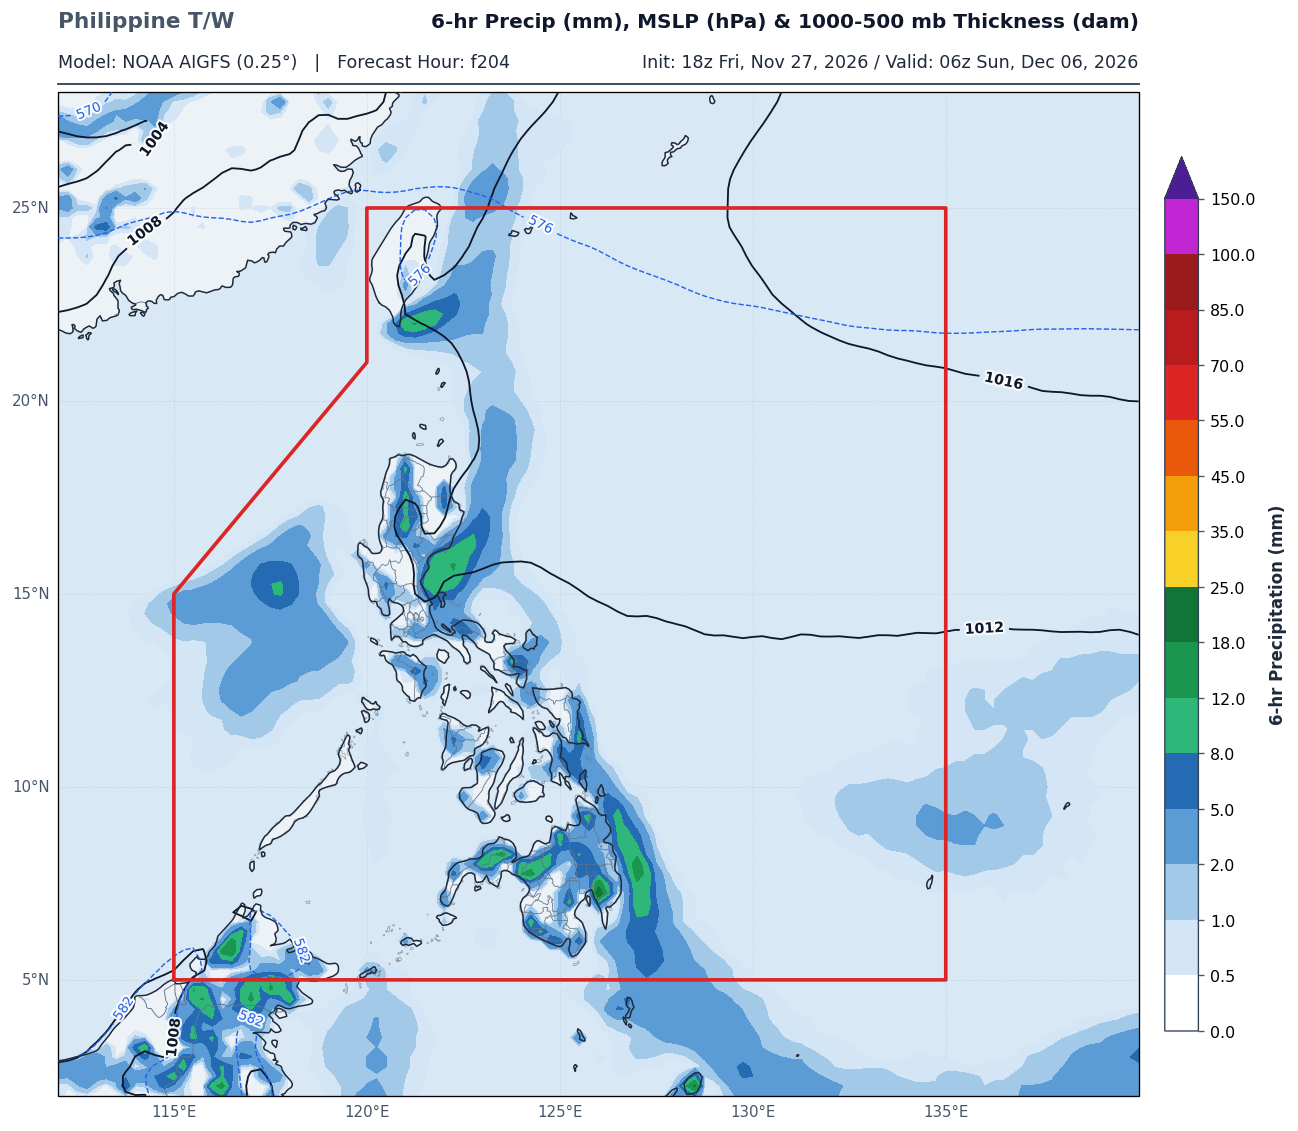 Philippine T/W
6-hr Precip (mm), MSLP (hPa) & 1000-500 mb Thickness (dam)
Model: NOAA AIGFS (0.25°) | Forecast Hour: f204
Init: 18z Fri, Nov 27, 2026 / Valid: 06z Sun, Dec 06, 2026
570
1004
1008
576
576
1016
1012
582
582
582
1008
25°N
20°N
15°N
10°N
5°N
115°E
120°E
125°E
130°E
135°E
150.0
100.0
85.0
70.0
55.0
45.0
35.0
25.0
18.0
12.0
8.0
5.0
2.0
1.0
0.5
0.0
6-hr Precipitation (mm)